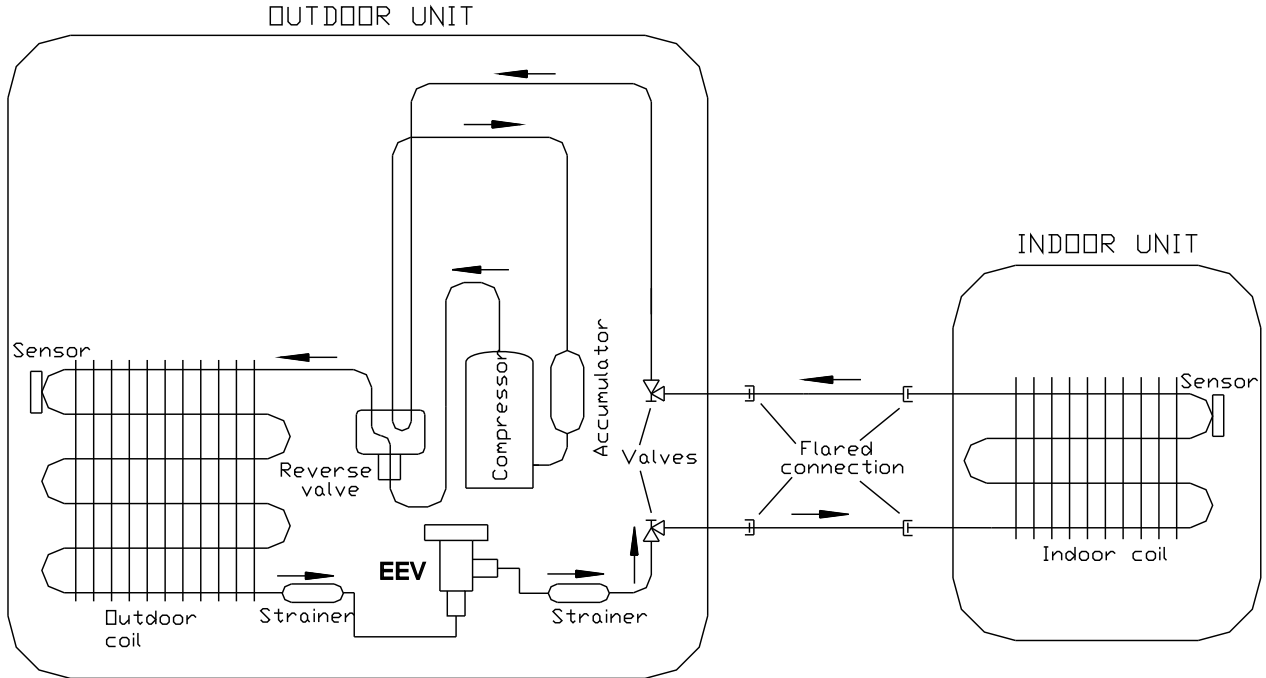 OUTDOOR UNIT
INDOOR UNIT
Sensor
Compressor
Accumulator
Sensor
Reverse
valve
Valves
Flared
connection
EEV
Indoor coil
Outdoor
coil
Strainer
Strainer